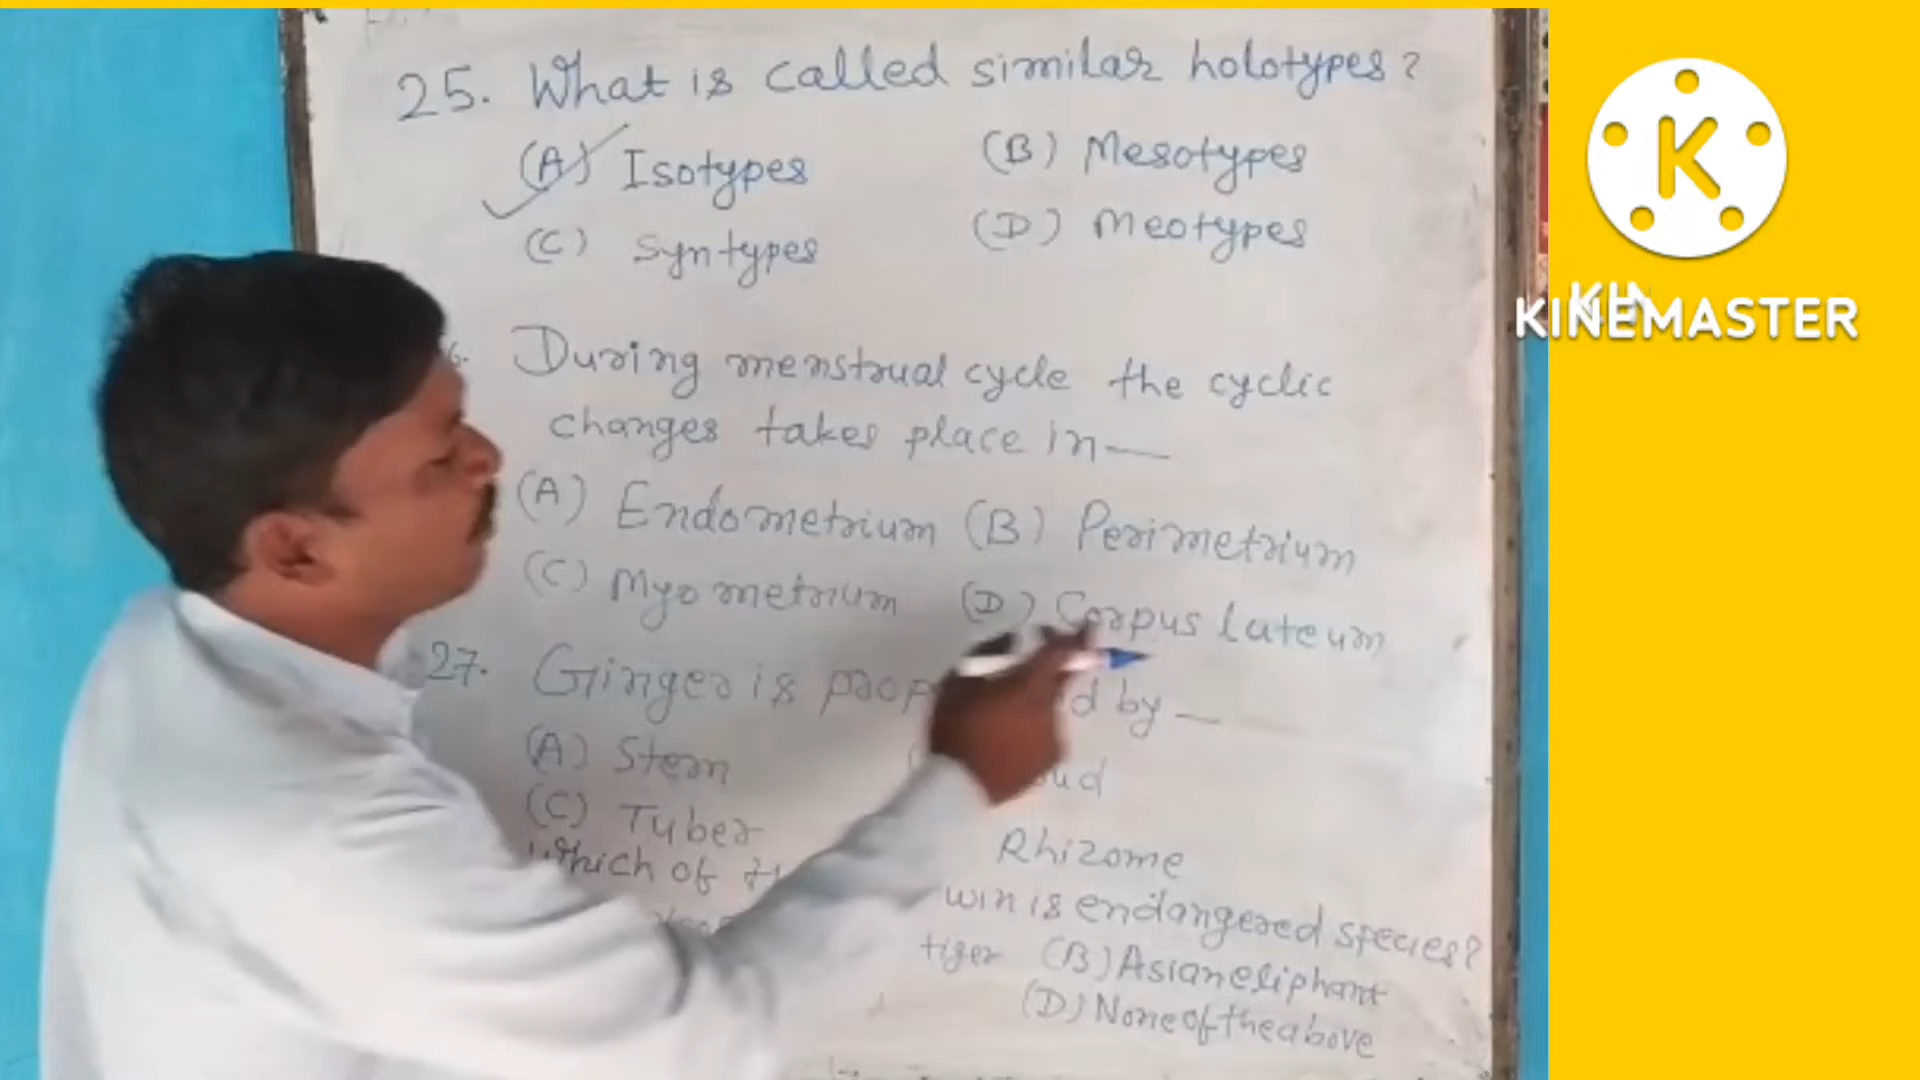 25. What is called similar holotypes?
(A) Isotypes (B) Mesotypes
(C) Syntypes (D) Meotypes
6. During menstrual cycle the cyclic
changes takes place in—
(A) Endometrium (B) Perimetrium
(C) Myometrium (D) Corpus luteum
27. Ginger is by —
(A) Stem
(C) Tuber
Rhizome
Which of
is endangered species?
tiger (B) Asian eliphant
(D) None of the above
K
KINEMASTER